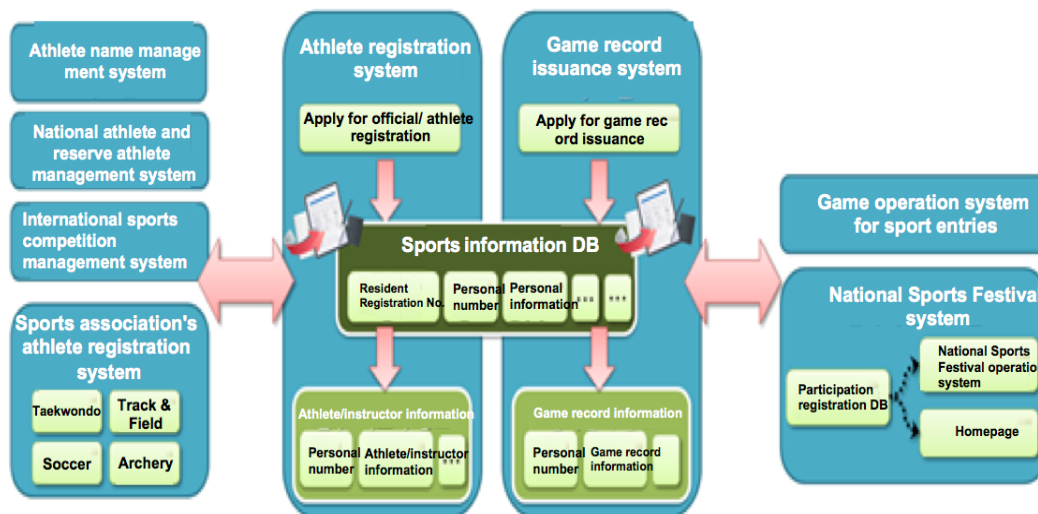 Athlete name manage
ment system
National athlete and
reserve athlete
management system
International sports
competition
management system
Sports association's
athlete registration
system
Taekwondo
Track &
Field
Soccer
Archery
Athlete registration
system
Apply for official/ athlete
registration
Game record
issuance system
Apply for game rec
ord issuance
Sports information DB
Resident
Registration No.
Personal
number
Personal
information
...
...
Athlete/instructor information
Personal
number
Athlete/instructor
information
...
Game record information
Personal
number
Game record
information
Game operation system
for sport entries
National Sports Festival
system
Participation
registration DB
National Sports
Festival operatio
system
Homepage